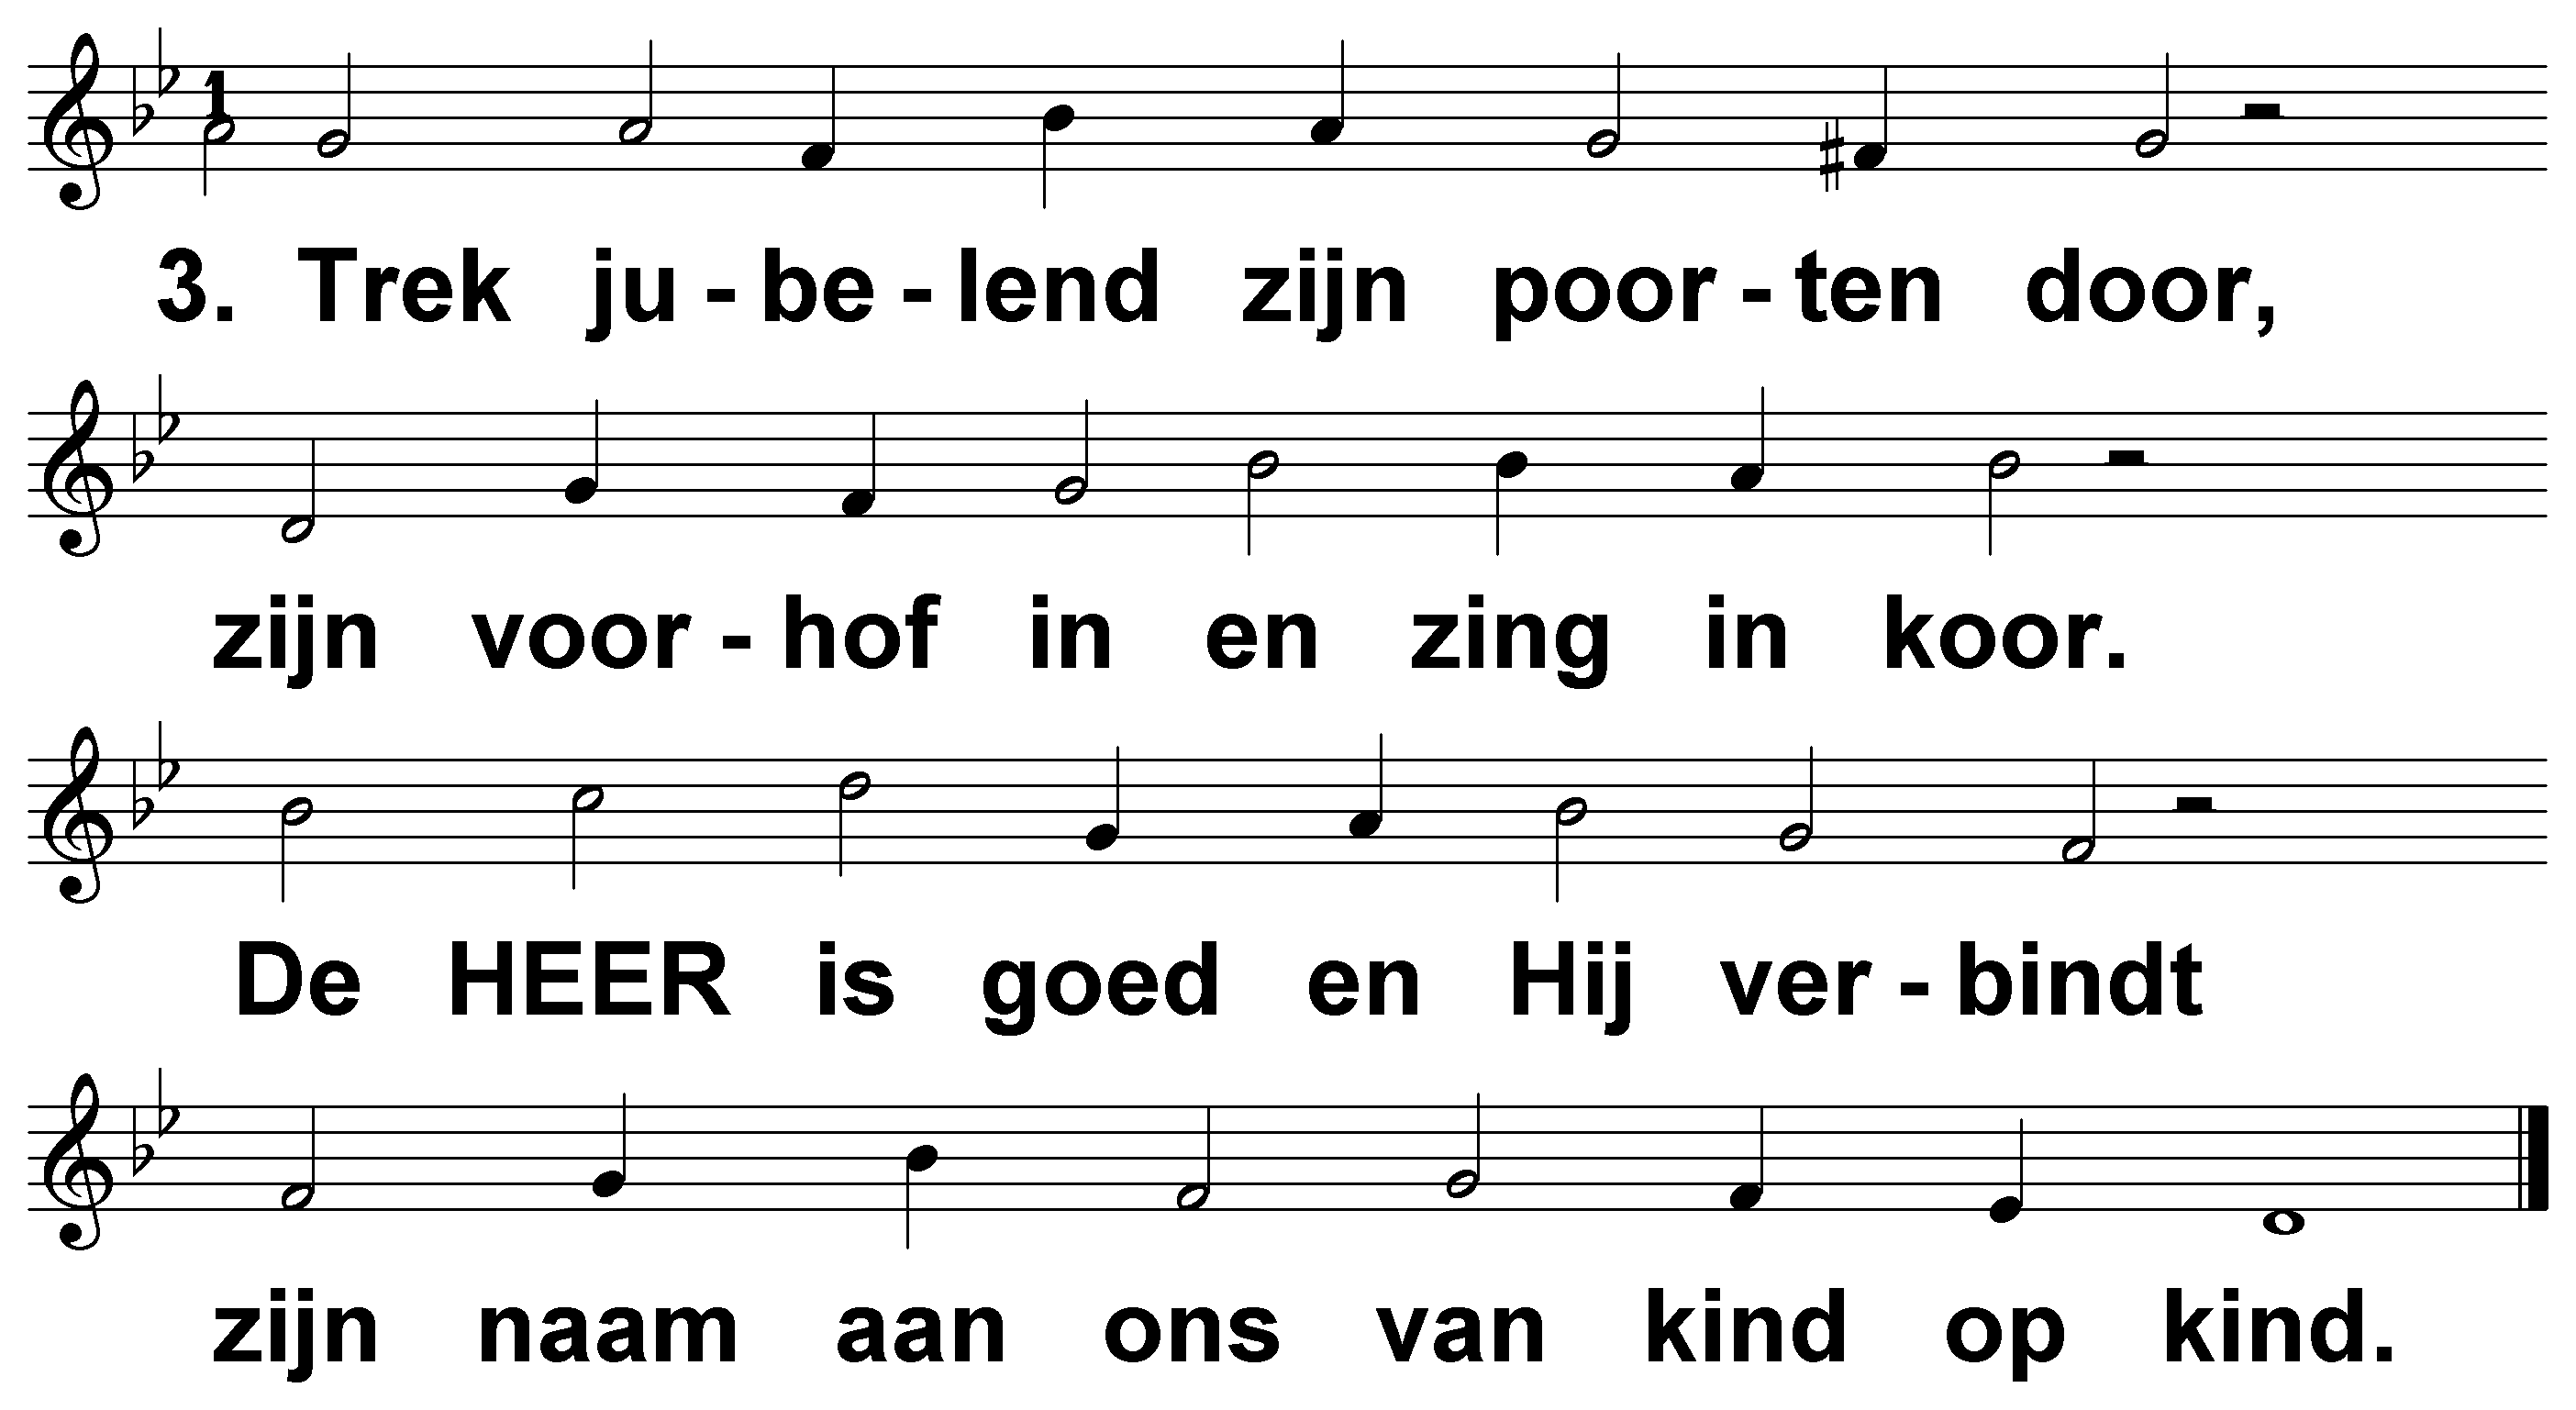 3. Trek ju - be - lend zijn poor - ten door,
zijn voor - hof in en zing in koor.
De HEER is goed en Hij ver - bindt
zijn naam aan ons van kind op kind.